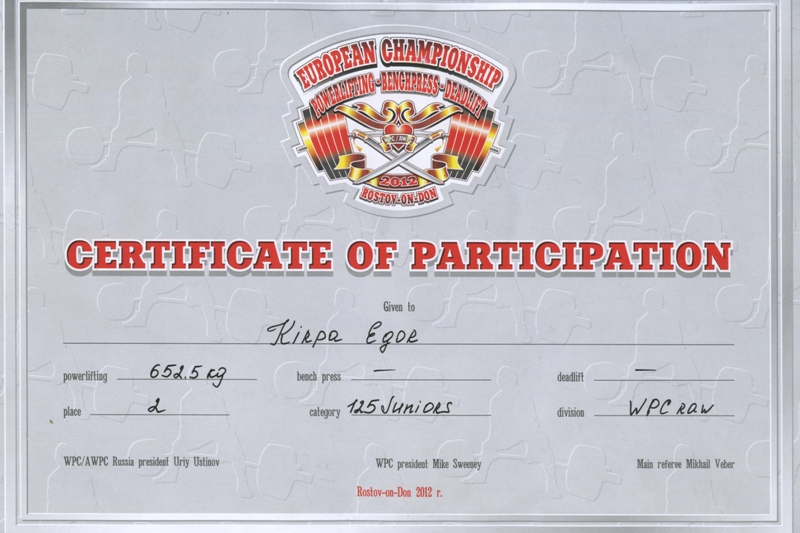 EUROPEAN CHAMPIONSHIP
POWERLIFTING - BENCHPRESS - DEADLIFT
2012
ROSTOV-ON-DON
CERTIFICATE OF PARTICIPATION
Given to
Kirpa Egor
powerlifting 652.5 kg bench press — deadlift —
place 2 category 125 Juniors division WPC RAW
WPC/AWPC Russia president Uriy Ustinov WPC president Mike Sweeney Main referee Mikhail Veber
Rostov-on-Don 2012 г.